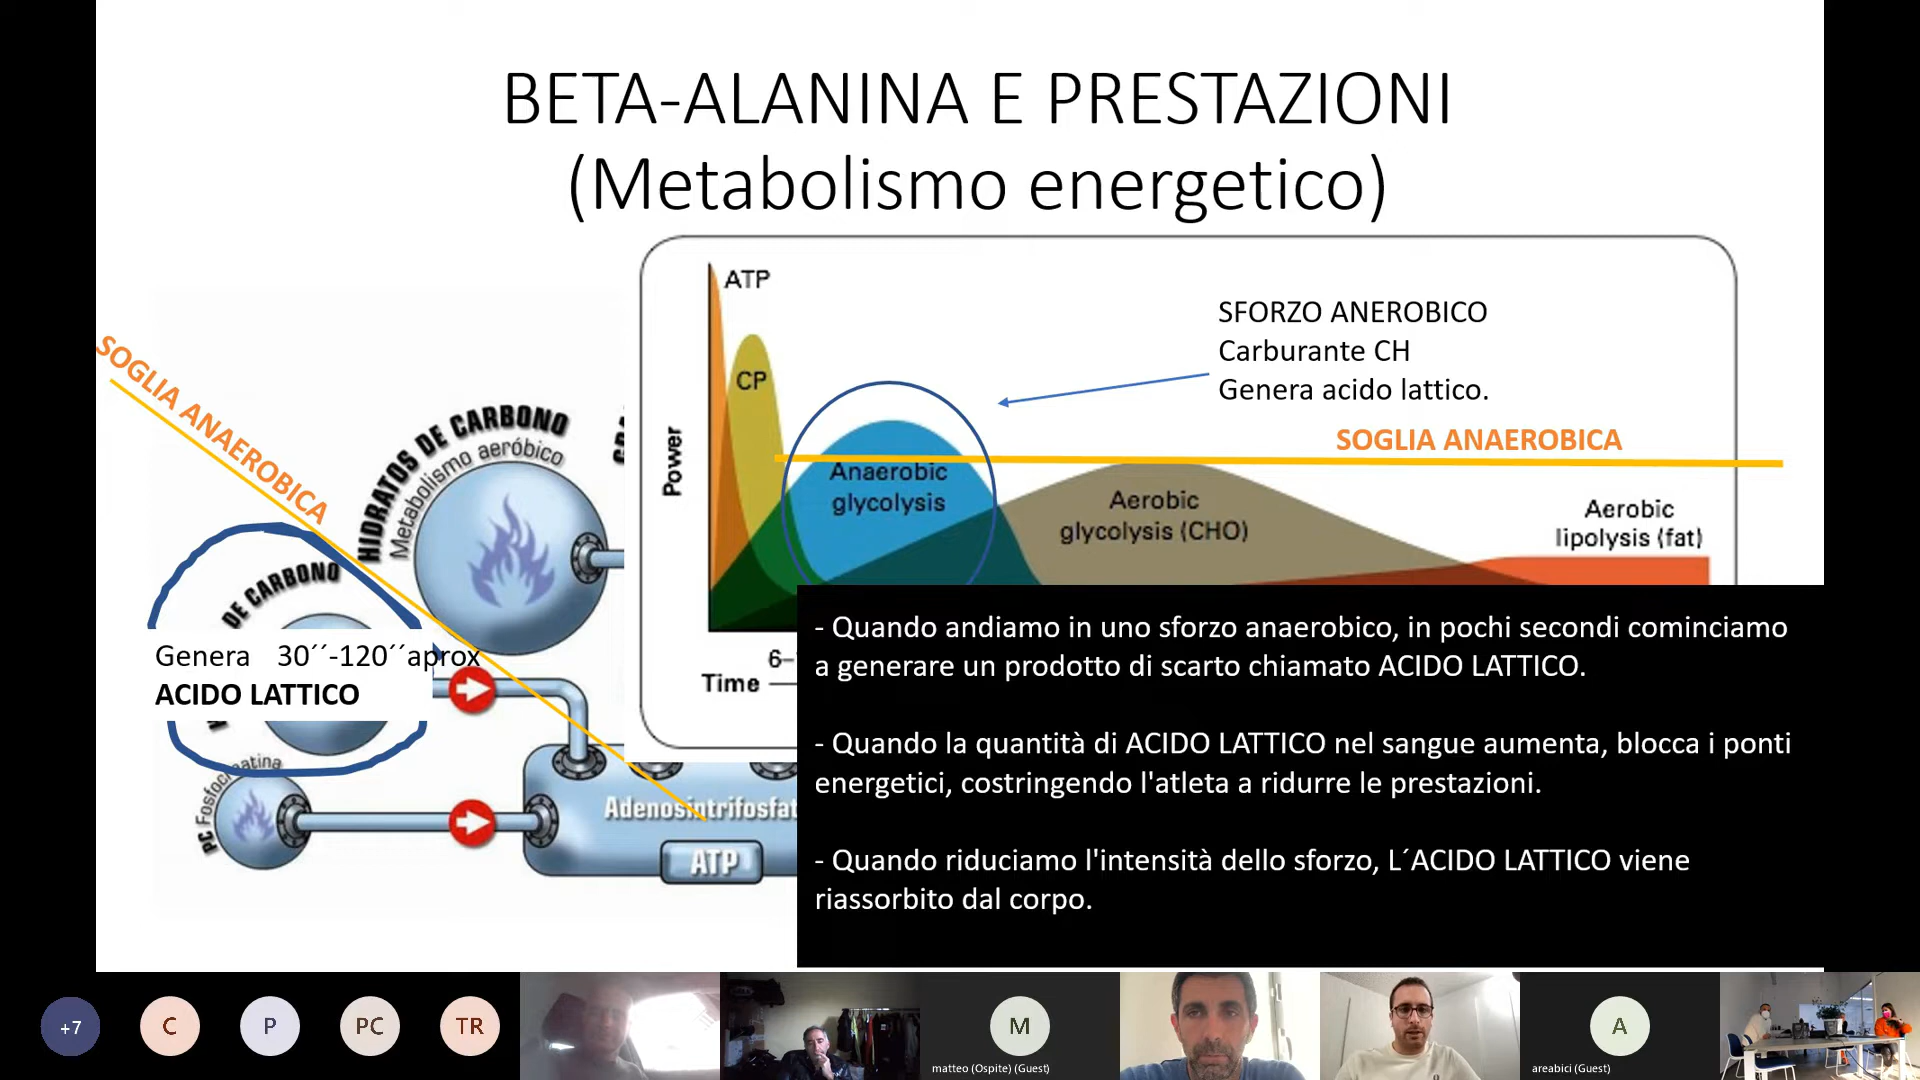 BETA-ALANINA E PRESTAZIONI
(Metabolismo energetico)
SOGLIA ANAEROBICA
HIDRATOS DE CARBONO
Metabolismo aeróbico
DE CARBONO
Genera 30´´-120´´aprox
ACIDO LATTICO
PC Fosfocreatina
Adenosintrifosfat
ATP
ATP
CP
Power
Anaerobic
glycolysis
Aerobic
glycolysis (CHO)
Aerobic
lipolysis (fat)
6–
Time
SFORZO ANEROBICO
Carburante CH
Genera acido lattico.
SOGLIA ANAEROBICA
- Quando andiamo in uno sforzo anaerobico, in pochi secondi cominciamo
a generare un prodotto di scarto chiamato ACIDO LATTICO.
- Quando la quantità di ACIDO LATTICO nel sangue aumenta, blocca i ponti
energetici, costringendo l'atleta a ridurre le prestazioni.
- Quando riduciamo l'intensità dello sforzo, L´ACIDO LATTICO viene
riassorbito dal corpo.
+7
C
P
PC
TR
M
matteo (Ospite) (Guest)
A
areabici (Guest)